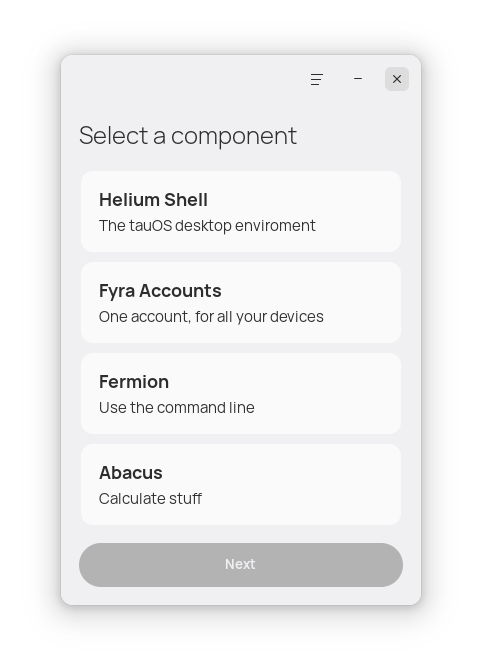 Select a component
Helium Shell
The tauOS desktop enviroment
Fyra Accounts
One account, for all your devices
Fermion
Use the command line
Abacus
Calculate stuff
Next